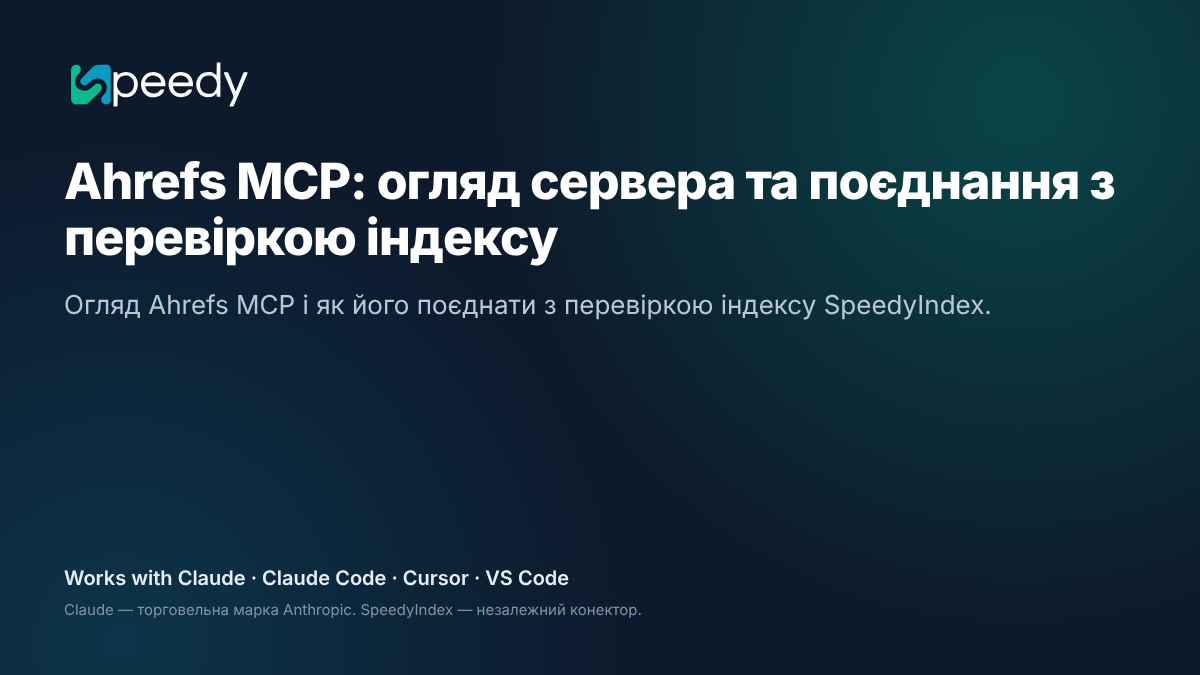 Speedy
Ahrefs MCP: огляд сервера та поєднання з
перевіркою індексу
Огляд Ahrefs MCP і як його поєднати з перевіркою індексу SpeedyIndex.
Works with Claude · Claude Code · Cursor · VS Code
Claude — торговельна марка Anthropic. SpeedyIndex — незалежний конектор.